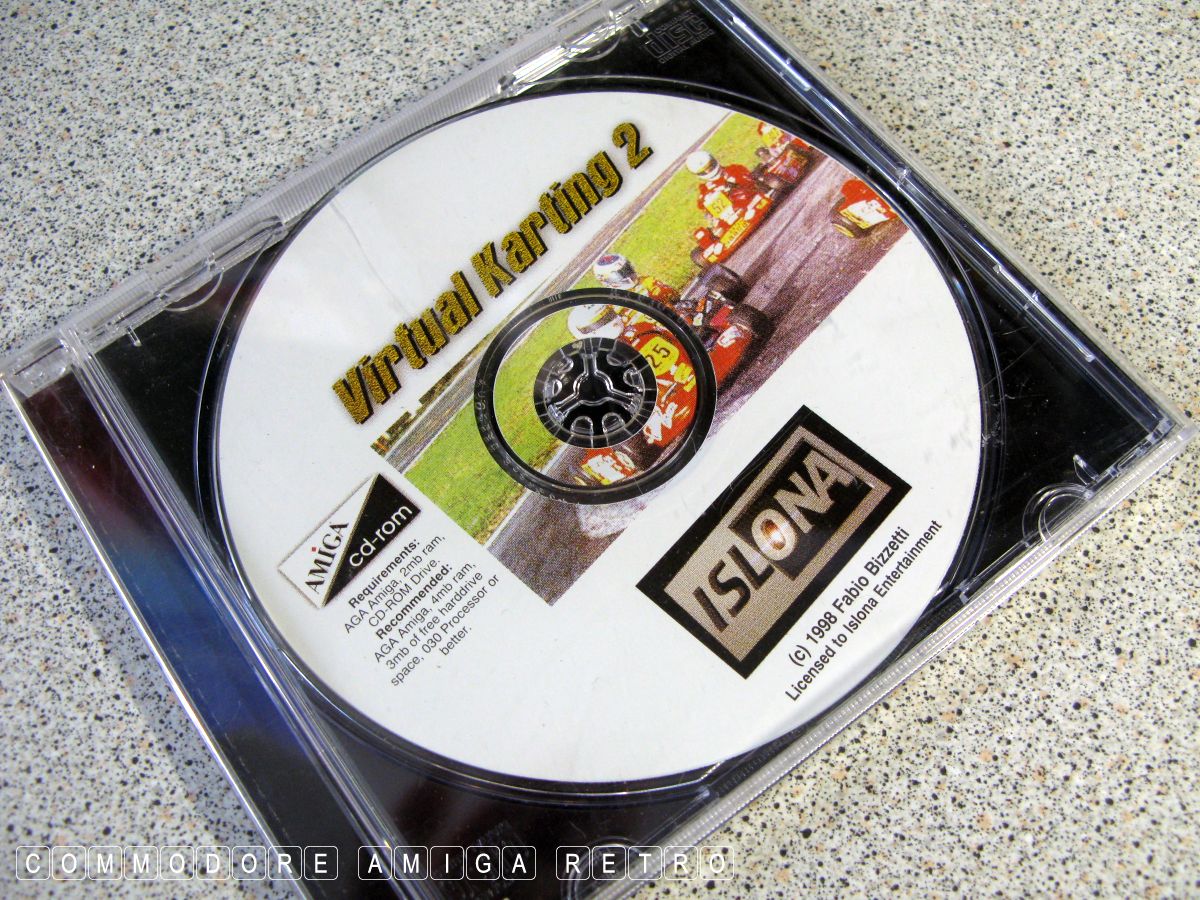 disc
Virtual Karting 2
25
AMIGA
cd-rom
Requirements:
AGA Amiga, 2mb ram,
CD-ROM Drive
Recommended:
AGA Amiga, 4mb ram,
3mb of free harddrive
space, 030 Processor or
better.
ISLONA
(c) 1998 Fabio Bizzetti
Licensed to Islona Entertainment
COMMODORE AMIGA RETRO